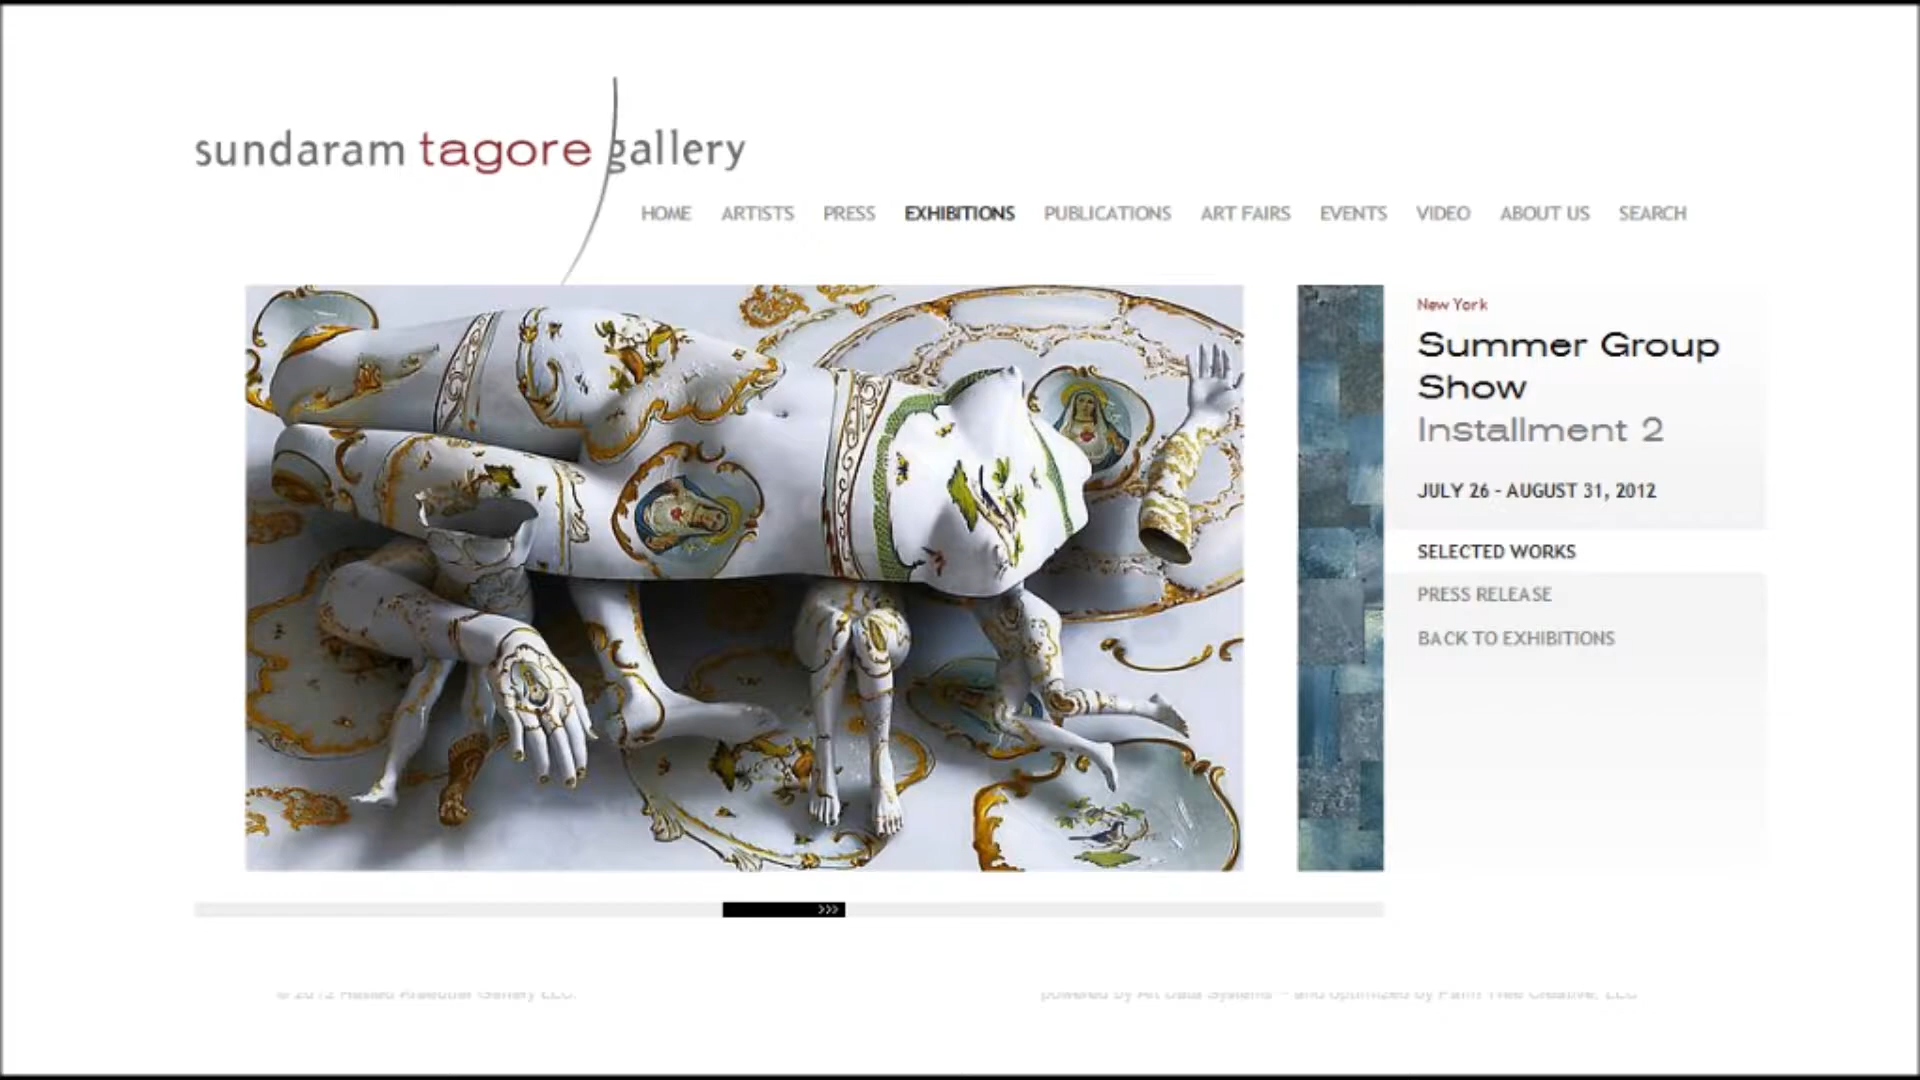 sundaram tagore gallery
HOME ARTISTS PRESS EXHIBITIONS PUBLICATIONS ART FAIRS EVENTS VIDEO ABOUT US SEARCH
New York
Summer Group
Show
Installment 2
JULY 26 - AUGUST 31, 2012
SELECTED WORKS
PRESS RELEASE
BACK TO EXHIBITIONS
>>>